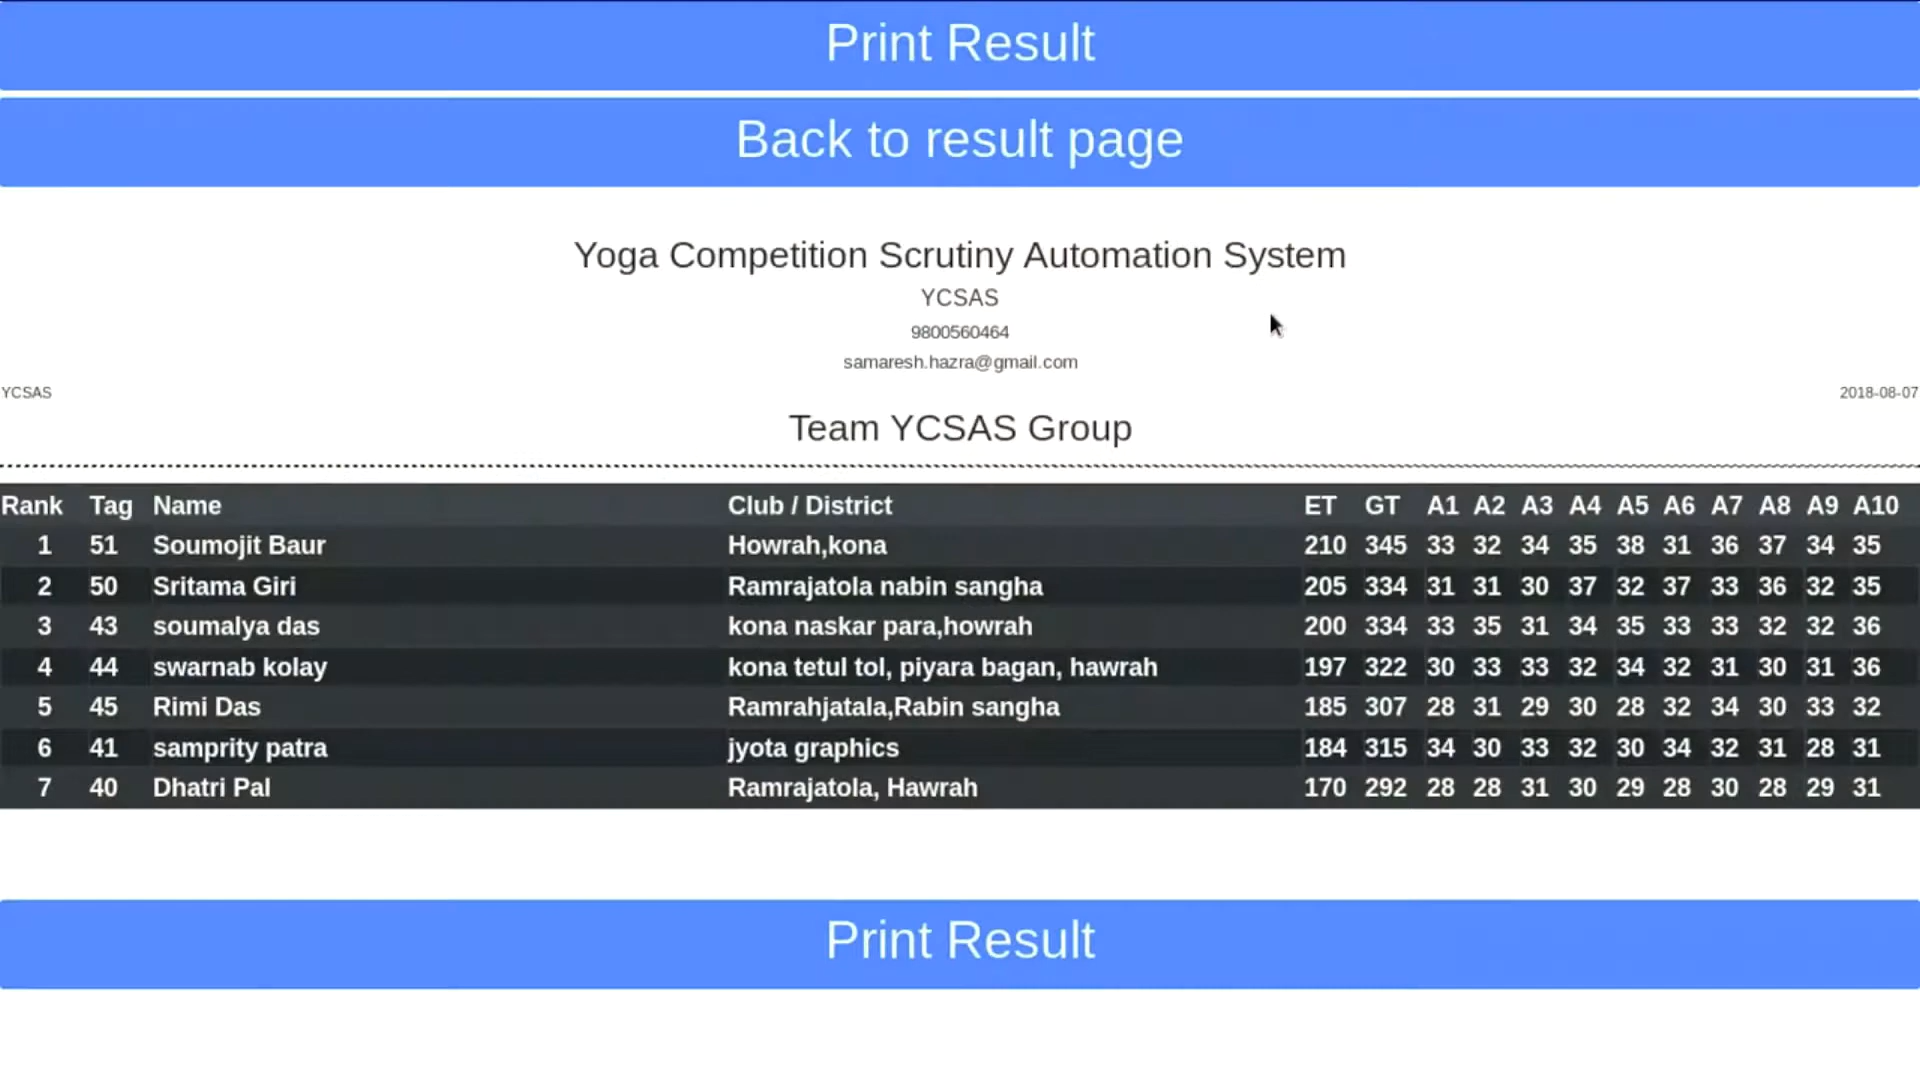 Print Result
Back to result page
Yoga Competition Scrutiny Automation System
YCSAS
9800560464
samaresh.hazra@gmail.com
YCSAS 2018-08-07
Team YCSAS Group
Rank Tag Name Club / District ET GT A1 A2 A3 A4 A5 A6 A7 A8 A9 A10
1 51 Soumojit Baur Howrah,kona 210 345 33 32 34 35 38 31 36 37 34 35
2 50 Sritama Giri Ramrajatola nabin sangha 205 334 31 31 30 37 32 37 33 36 32 35
3 43 soumalya das kona naskar para,howrah 200 334 33 35 31 34 35 33 33 32 32 36
4 44 swarnab kolay kona tetul tol, piyara bagan, hawrah 197 322 30 33 33 32 34 32 31 30 31 36
5 45 Rimi Das Ramrahjatala,Rabin sangha 185 307 28 31 29 30 28 32 34 30 33 32
6 41 samprity patra jyota graphics 184 315 34 30 33 32 30 34 32 31 28 31
7 40 Dhatri Pal Ramrajatola, Hawrah 170 292 28 28 31 30 29 28 30 28 29 31
Print Result